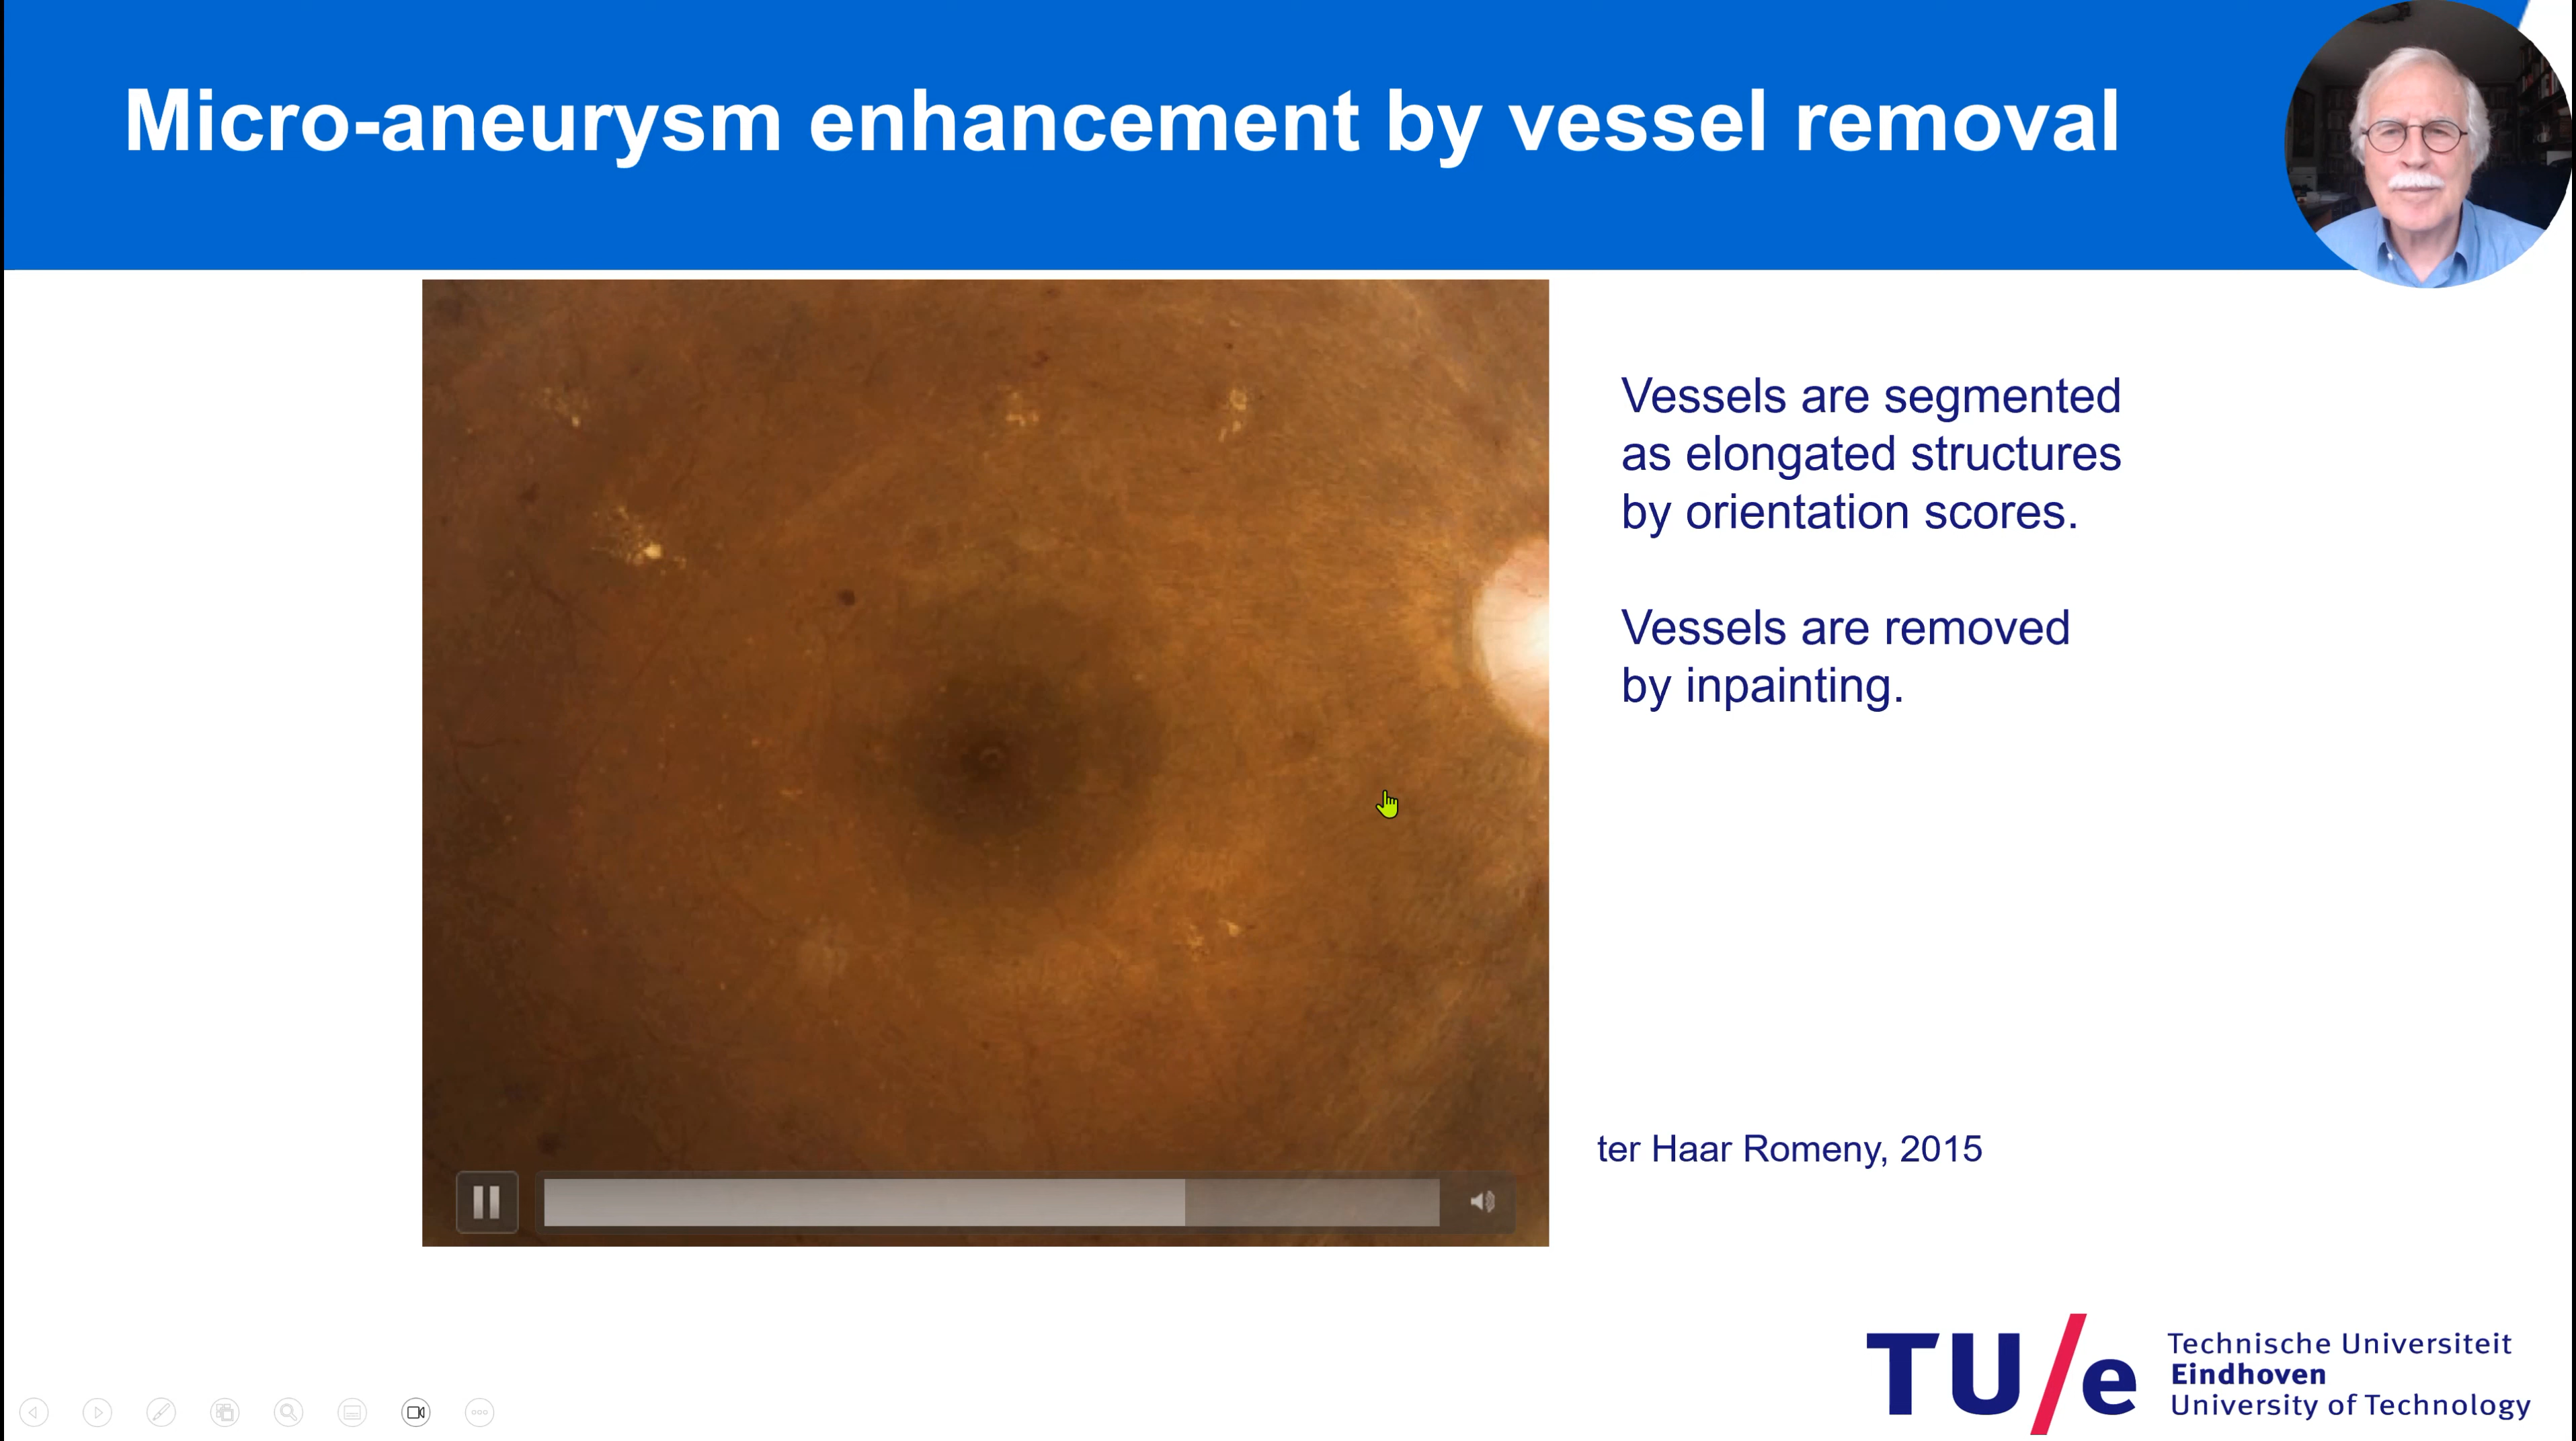 Micro-aneurysm enhancement by vessel removal
Vessels are segmented
as elongated structures
by orientation scores.
Vessels are removed
by inpainting.
ter Haar Romeny, 2015
TU/e
Technische Universiteit
Eindhoven
University of Technology